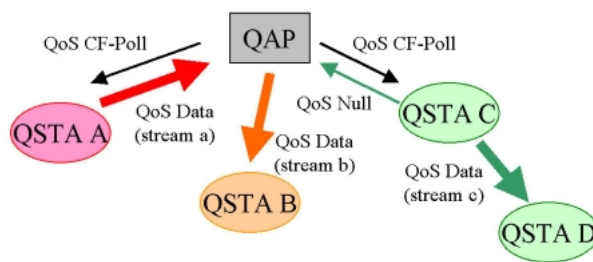 QoS CF-Poll
QAP
QoS CF-Poll
QSTA A
QoS Data
(stream a)
QoS Null
QSTA C
QoS Data
(stream b)
QoS Data
(stream c)
QSTA B
QSTA D